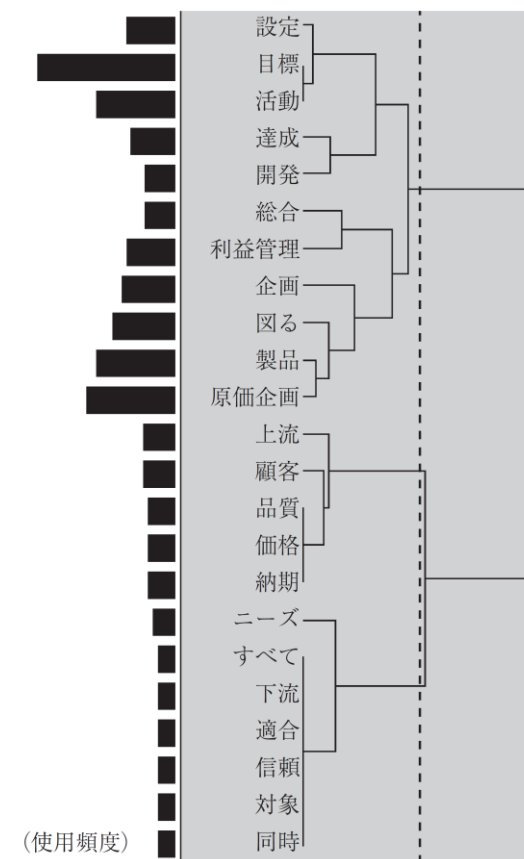 設定
目標
活動
達成
開発
総合
利益管理
企画
図る
製品
原価企画
上流
顧客
品質
価格
納期
ニーズ
すべて
下流
適合
信頼
対象
同時
（使用頻度）